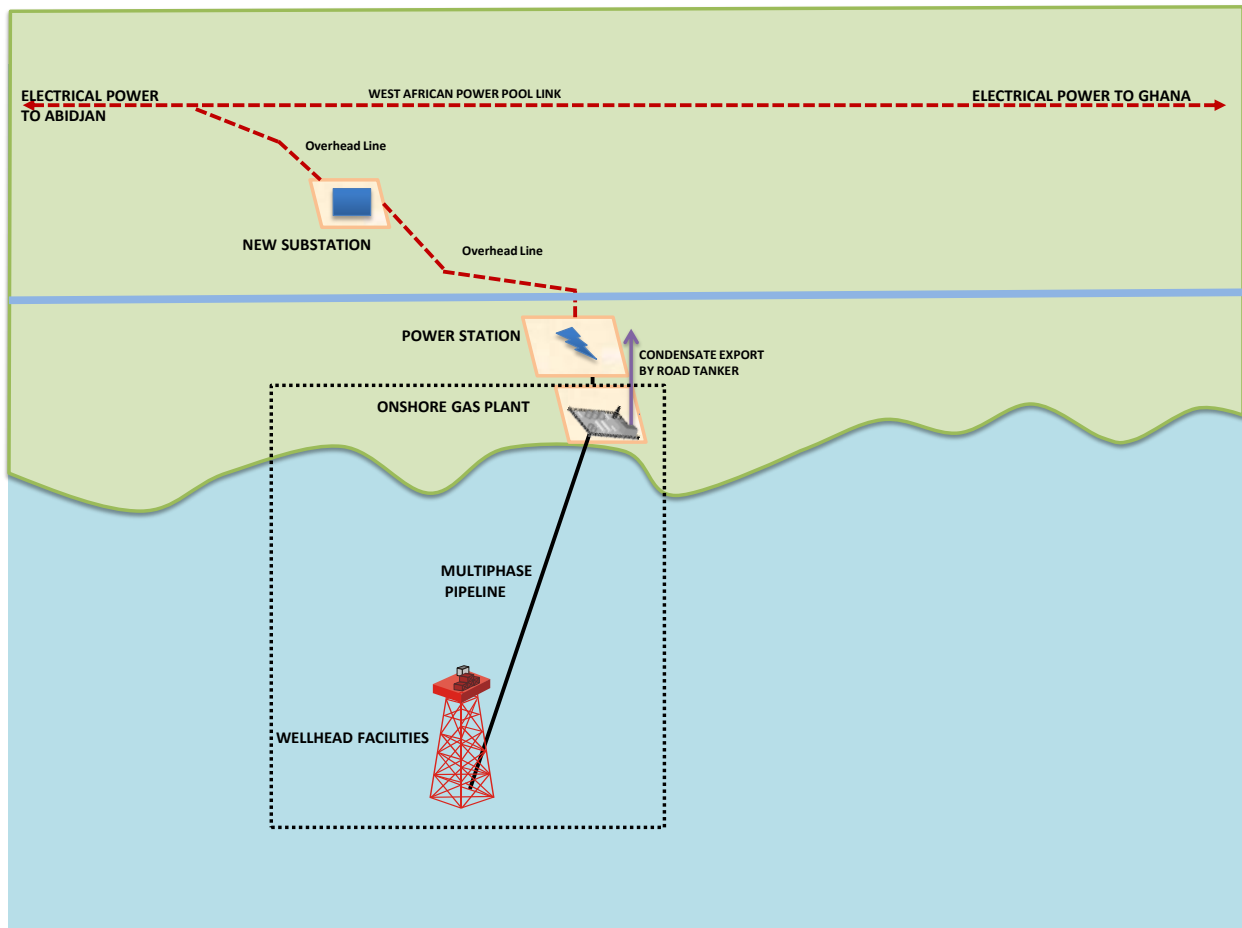 ELECTRICAL POWER
TO ABIDJAN
WEST AFRICAN POWER POOL LINK
ELECTRICAL POWER TO GHANA
Overhead Line
NEW SUBSTATION
Overhead Line
POWER STATION
CONDENSATE EXPORT
BY ROAD TANKER
ONSHORE GAS PLANT
MULTIPHASE
PIPELINE
WELLHEAD FACILITIES